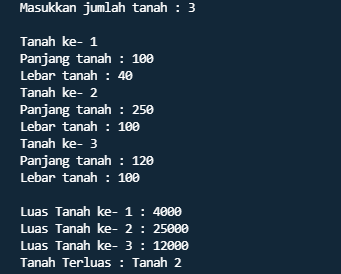 Masukkan jumlah tanah : 3
Tanah ke- 1
Panjang tanah : 100
Lebar tanah : 40
Tanah ke- 2
Panjang tanah : 250
Lebar tanah : 100
Tanah ke- 3
Panjang tanah : 120
Lebar tanah : 100
Luas Tanah ke- 1 : 4000
Luas Tanah ke- 2 : 25000
Luas Tanah ke- 3 : 12000
Tanah Terluas : Tanah 2